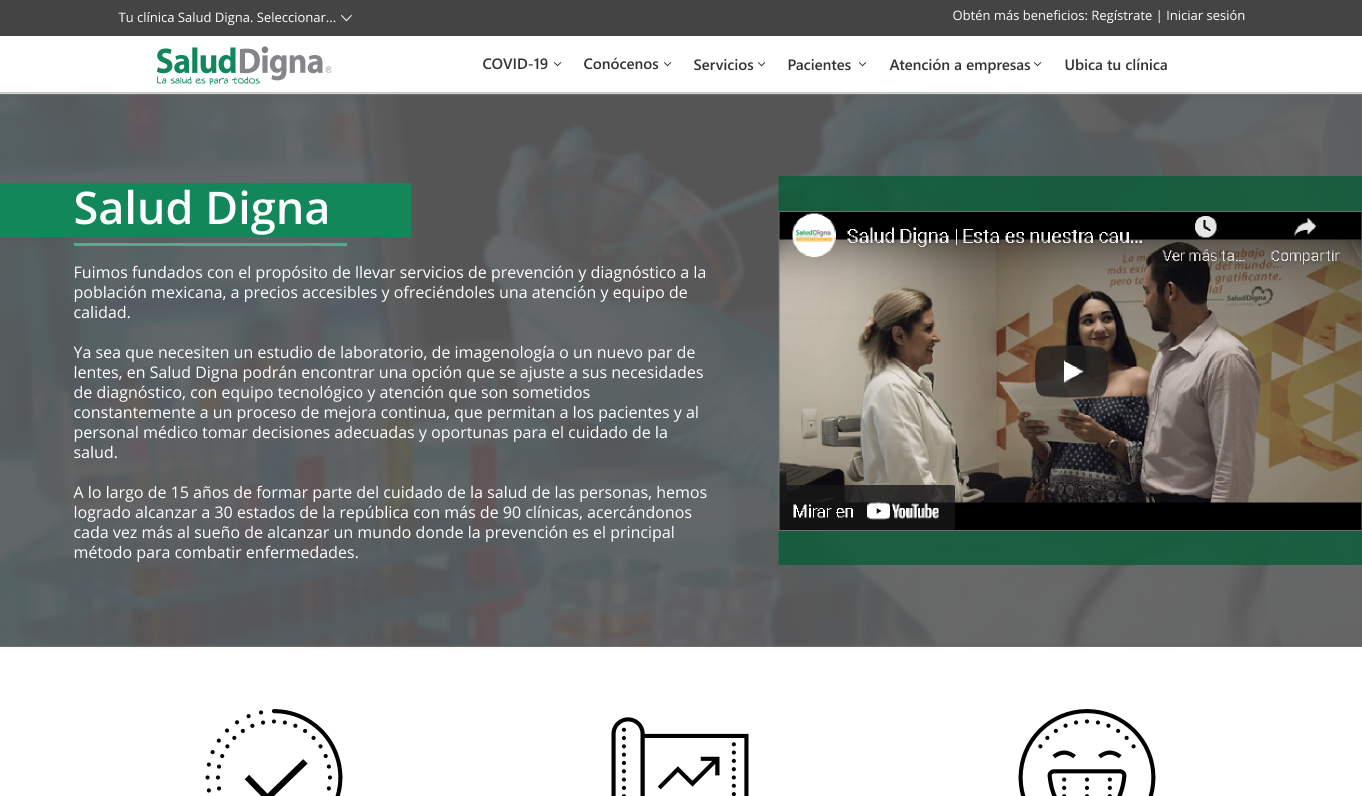 Tu clínica Salud Digna. Seleccionar...
Obtén más beneficios: Regístrate | Iniciar sesión
SaludDigna®
La salud es para todos
COVID-19
Conócenos
Servicios
Pacientes
Atención a empresas
Ubica tu clínica
Salud Digna
Fuimos fundados con el propósito de llevar servicios de prevención y diagnóstico a la
población mexicana, a precios accesibles y ofreciéndoles una atención y equipo de
calidad.
Ya sea que necesiten un estudio de laboratorio, de imagenología o un nuevo par de
lentes, en Salud Digna podrán encontrar una opción que se ajuste a sus necesidades
de diagnóstico, con equipo tecnológico y atención que son sometidos
constantemente a un proceso de mejora continua, que permitan a los pacientes y al
personal médico tomar decisiones adecuadas y oportunas para el cuidado de la
salud.
A lo largo de 15 años de formar parte del cuidado de la salud de las personas, hemos
logrado alcanzar a 30 estados de la república con más de 90 clínicas, acercándonos
cada vez más al sueño de alcanzar un mundo donde la prevención es el principal
método para combatir enfermedades.
SaludDigna
Salud Digna | Esta es nuestra cau...
Ver más ta...
Compartir
trabajo
del mundo...
gratificante.
SaludDigna
Mirar en YouTube